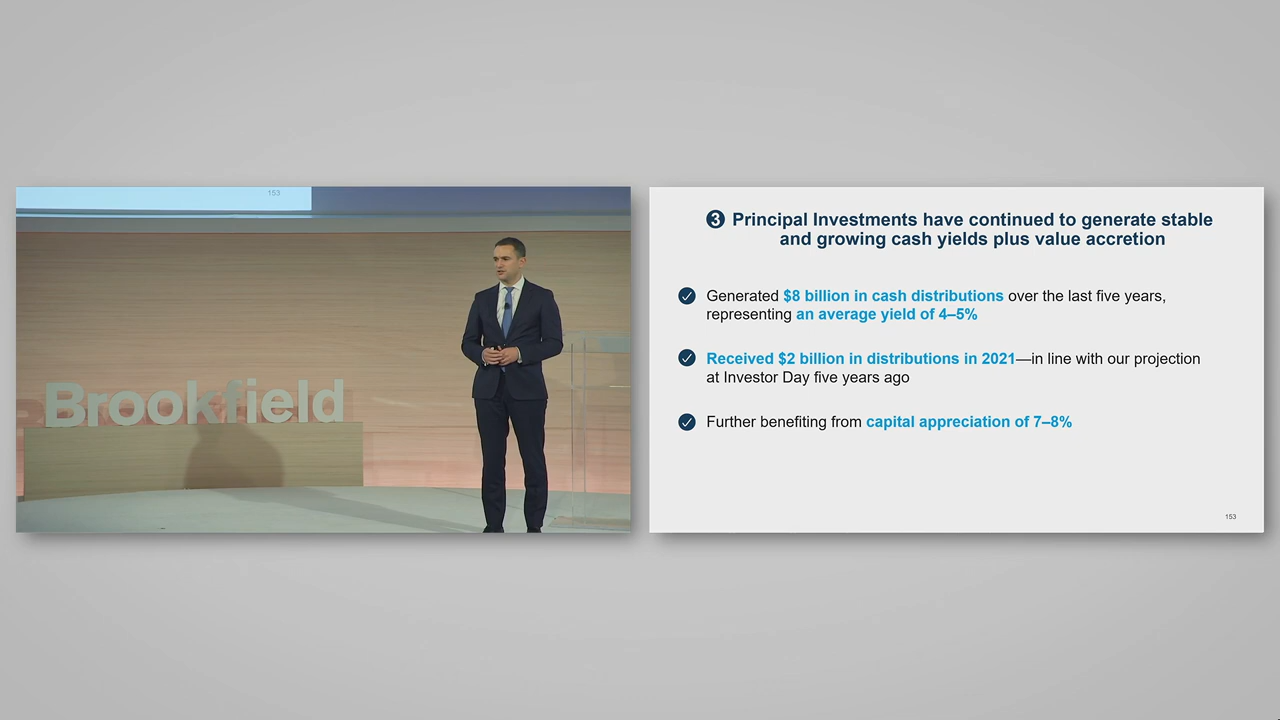 153
Brookfield
3 Principal Investments have continued to generate stable
and growing cash yields plus value accretion
Generated $8 billion in cash distributions over the last five years,
representing an average yield of 4–5%
Received $2 billion in distributions in 2021—in line with our projection
at Investor Day five years ago
Further benefiting from capital appreciation of 7–8%
153